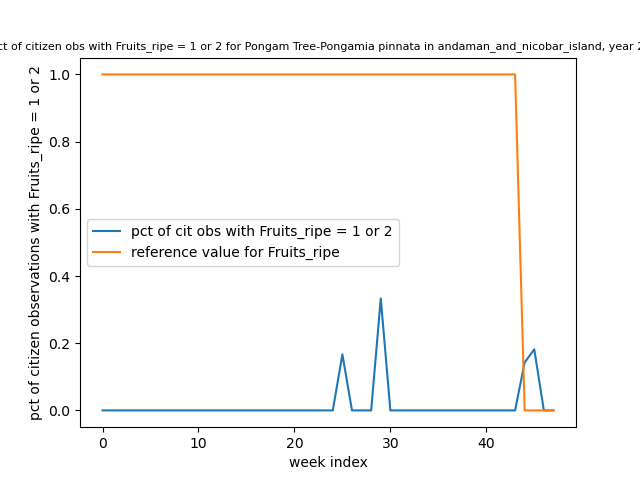 ct of citizen obs with Fruits_ripe = 1 or 2 for Pongam Tree-Pongamia pinnata in andaman_and_nicobar_island, year 2
pct of citizen observations with Fruits_ripe = 1 or 2
1.0
0.8
0.6
0.4
0.2
0.0
pct of cit obs with Fruits_ripe = 1 or 2
reference value for Fruits_ripe
0 10 20 30 40
week index